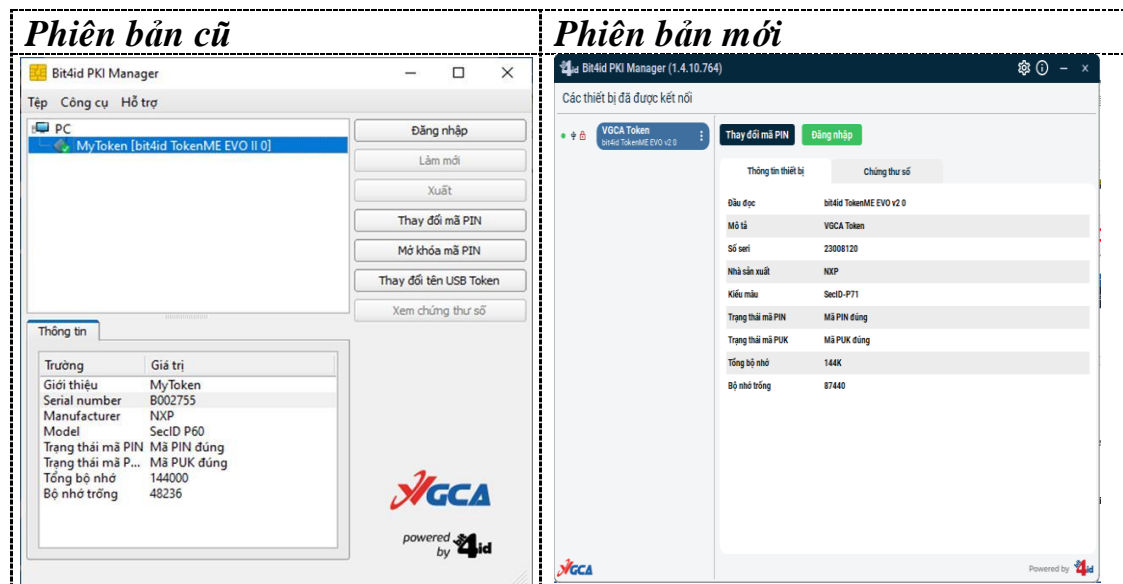 Phiên bản cũ
Bit4id PKI Manager
Tệp Công cụ Hỗ trợ
PC
MyToken [bit4id TokenME EVO II 0]
Đăng nhập
Làm mới
Xuất
Thay đổi mã PIN
Mở khóa mã PIN
Thay đổi tên USB Token
Xem chứng thư số
Thông tin
Trường Giá trị
Giới thiệu MyToken
Serial number B002755
Manufacturer NXP
Model SecID P60
Trạng thái mã PIN Mã PIN đúng
Trạng thái mã P... Mã PUK đúng
Tổng bộ nhớ 144000
Bộ nhớ trống 48236
VGCA
powered
by 4id
Phiên bản mới
4id Bit4id PKI Manager (1.4.10.764)
Các thiết bị đã được kết nối
VGCA Token
bit4id TokenME EVO v2 0
Thay đổi mã PIN Đăng nhập
Thông tin thiết bị Chứng thư số
Đầu đọc bit4id TokenME EVO v2 0
Mô tả VGCA Token
Số seri 23008120
Nhà sản xuất NXP
Kiểu mẫu SecID-P71
Trạng thái mã PIN Mã PIN đúng
Trạng thái mã PUK Mã PUK đúng
Tổng bộ nhớ 144K
Bộ nhớ trống 87440
VGCA
Powered by 4id